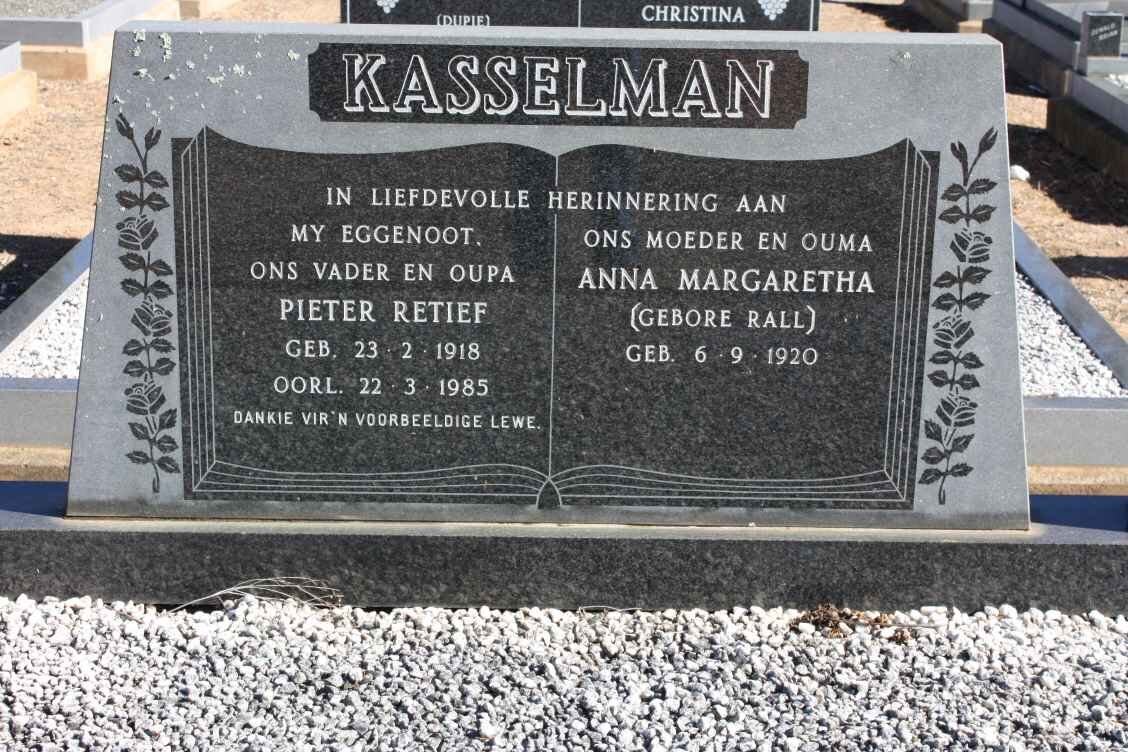 (DUPIE)
CHRISTINA
KASSELMAN
IN LIEFDEVOLLE HERINNERING AAN
MY EGGENOOT.
ONS VADER EN OUPA
PIETER RETIEF
GEB. 23·2·1918
OORL. 22·3·1985
DANKIE VIR'N VOORBEELDIGE LEWE.
ONS MOEDER EN OUMA
ANNA MARGARETHA
(GEBORE RALL)
GEB. 6·9·1920